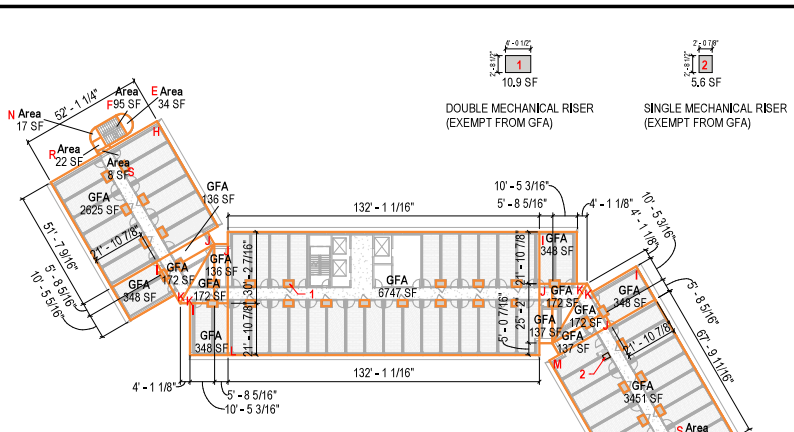 4' - 0 1/2"
2' - 8 1/2"
1
10.9 SF
DOUBLE MECHANICAL RISER
(EXEMPT FROM GFA)
2' - 0 7/8"
2' - 8 1/2"
2
5.6 SF
SINGLE MECHANICAL RISER
(EXEMPT FROM GFA)
52' - 1 1/4"
N Area
17 SF
F Area
95 SF
E Area
34 SF
R Area
22 SF
Area
8 SF
S
H
GFA
2625 SF
GFA
136 SF
51' - 7 9/16"
21' - 10 7/8"
5' - 8 5/16"
10' - 5 5/16"
J
GFA
136 SF
I
GFA
172 SF
GFA
348 SF
K
K
GFA
172 SF
I
GFA
348 SF
L
30' - 2 7/16"
21' - 10 7/8"
132' - 1 1/16"
GFA
6747 SF
1
132' - 1 1/16"
4' - 1 1/8"
5' - 8 5/16"
10' - 5 3/16"
10' - 5 3/16"
5' - 8 5/16"
4' - 1 1/8"
21' - 10 7/8"
26' - 2"
5' - 0 7/16"
I
GFA
348 SF
J
GFA
172 SF
K
K
GFA
137 SF
GFA
172 SF
GFA
137 SF
J
M
10' - 5 3/16"
4' - 1 1/8"
I
GFA
348 SF
5' - 8 5/16"
67' - 9 11/16"
21' - 10 7/8"
2
GFA
3451 SF
S Area